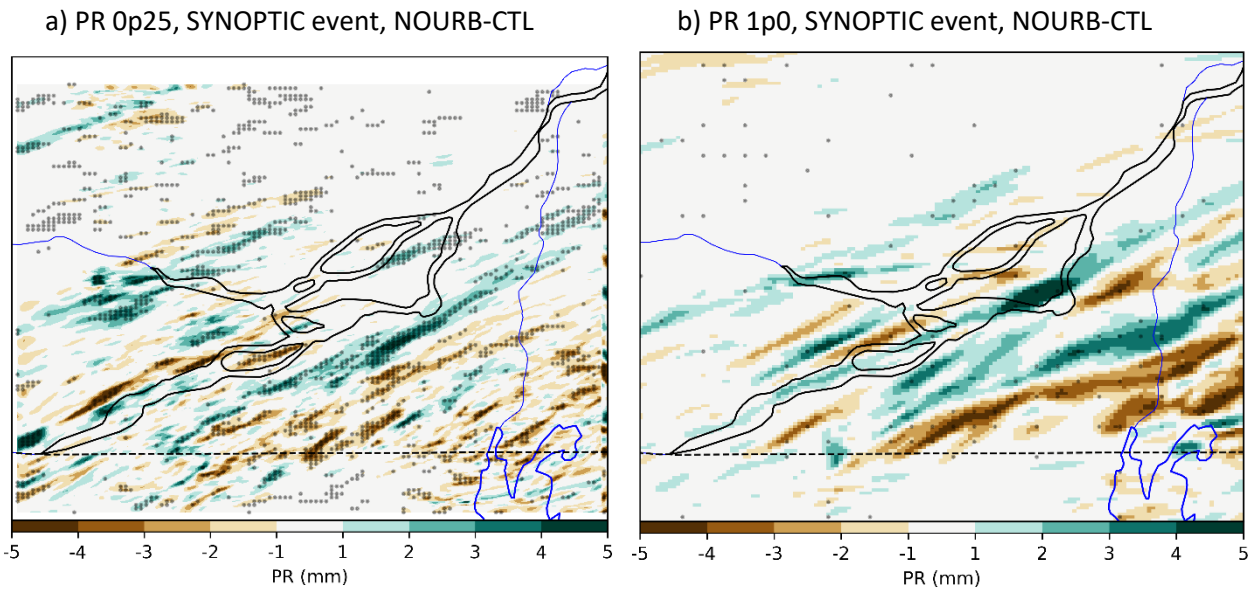 a) PR 0p25, SYNOPTIC event, NOURB-CTL
b) PR 1p0, SYNOPTIC event, NOURB-CTL
-5 -4 -3 -2 -1 1 2 3 4 5
PR (mm)
-5 -4 -3 -2 -1 1 2 3 4 5
PR (mm)